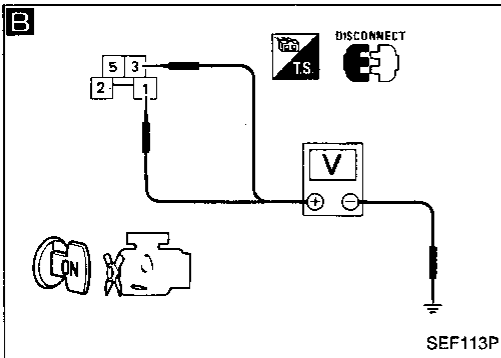 B
DISCONNECT
T.S.
5 3
2 1
V
+ −
ON
SEF113P